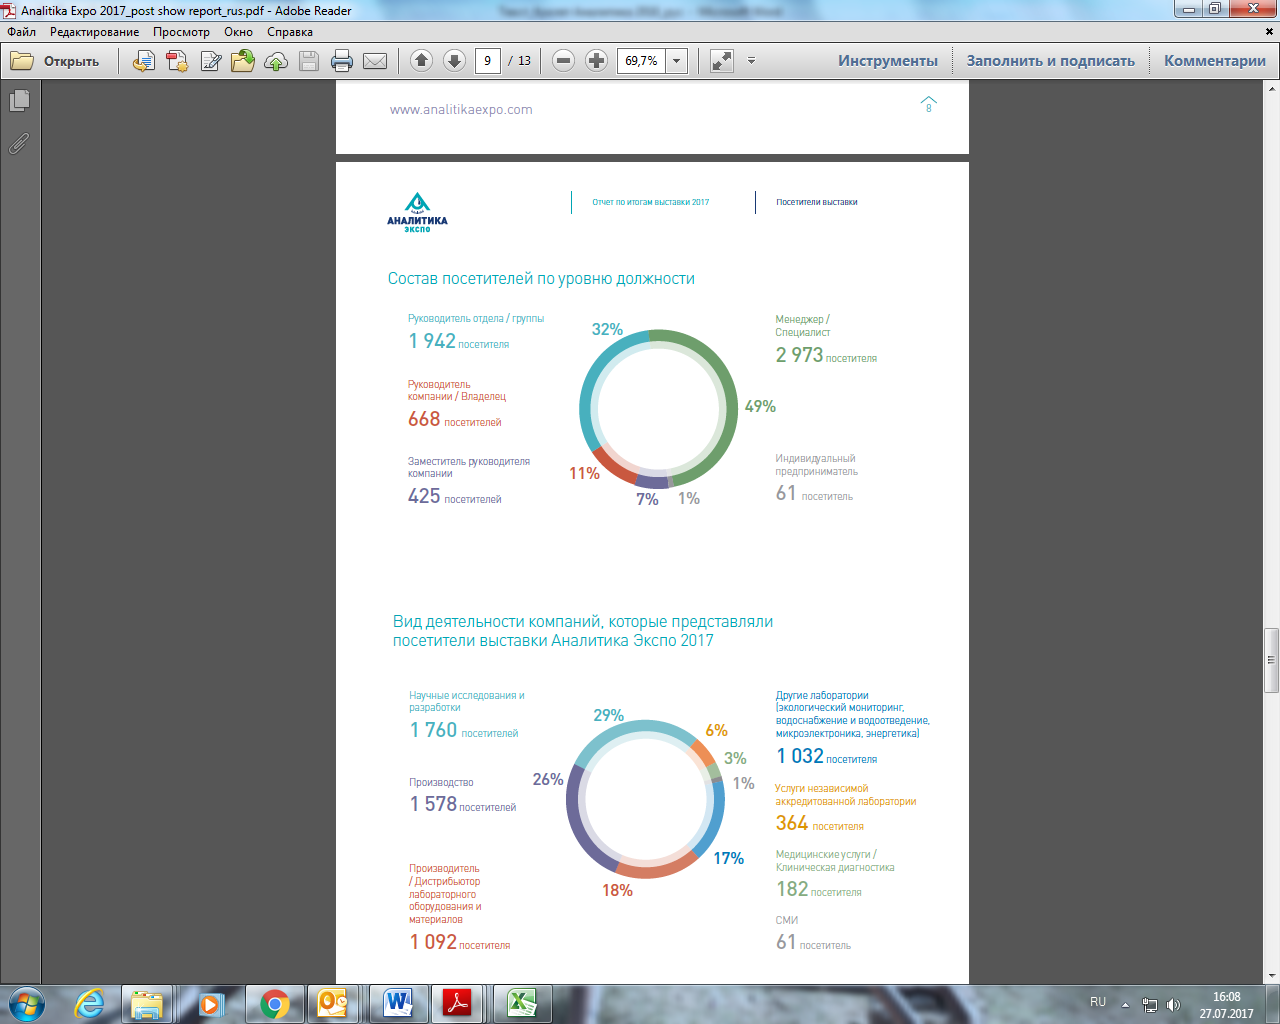 Analitika Expo 2017_post show report_rus.pdf - Adobe Reader
Файл Редактирование Просмотр Окно Справка
Открыть 9 / 13 69,7% Инструменты Заполнить и подписать Комментарии
www.analitikaexpo.com
8
АНАЛИТИКА
ЭКСПО
Отчет по итогам выставки 2017
Посетители выставки
Состав посетителей по уровню должности
Руководитель отдела / группы
1 942 посетителя
Руководитель
компании / Владелец
668 посетителей
Заместитель руководителя
компании
425 посетителей
32%
49%
11%
7%
1%
Менеджер /
Специалист
2 973 посетителя
Индивидуальный
предприниматель
61 посетитель
Вид деятельности компаний, которые представляли
посетители выставки Аналитика Экспо 2017
Научные исследования и
разработки
1 760 посетителей
Производство
1 578 посетителей
Производитель
/ Дистрибьютор
лабораторного
оборудования и
материалов
1 092 посетителя
29%
6%
3%
1%
26%
17%
18%
Другие лаборатории
(экологический мониторинг,
водоснабжение и водоотведение,
микроэлектроника, энергетика)
1 032 посетителя
Услуги независимой
аккредитованной лаборатории
364 посетителя
Медицинские услуги /
Клиническая диагностика
182 посетителя
СМИ
61 посетитель
RU
16:08
27.07.2017